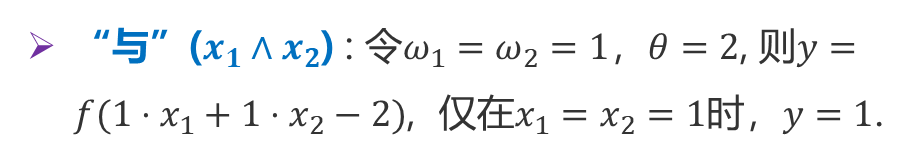 ➢ “与” (x₁ ∧ x₂) : 令ω₁ = ω₂ = 1，θ = 2, 则y =
f(1 · x₁ + 1 · x₂ − 2)，仅在x₁ = x₂ = 1时，y = 1.